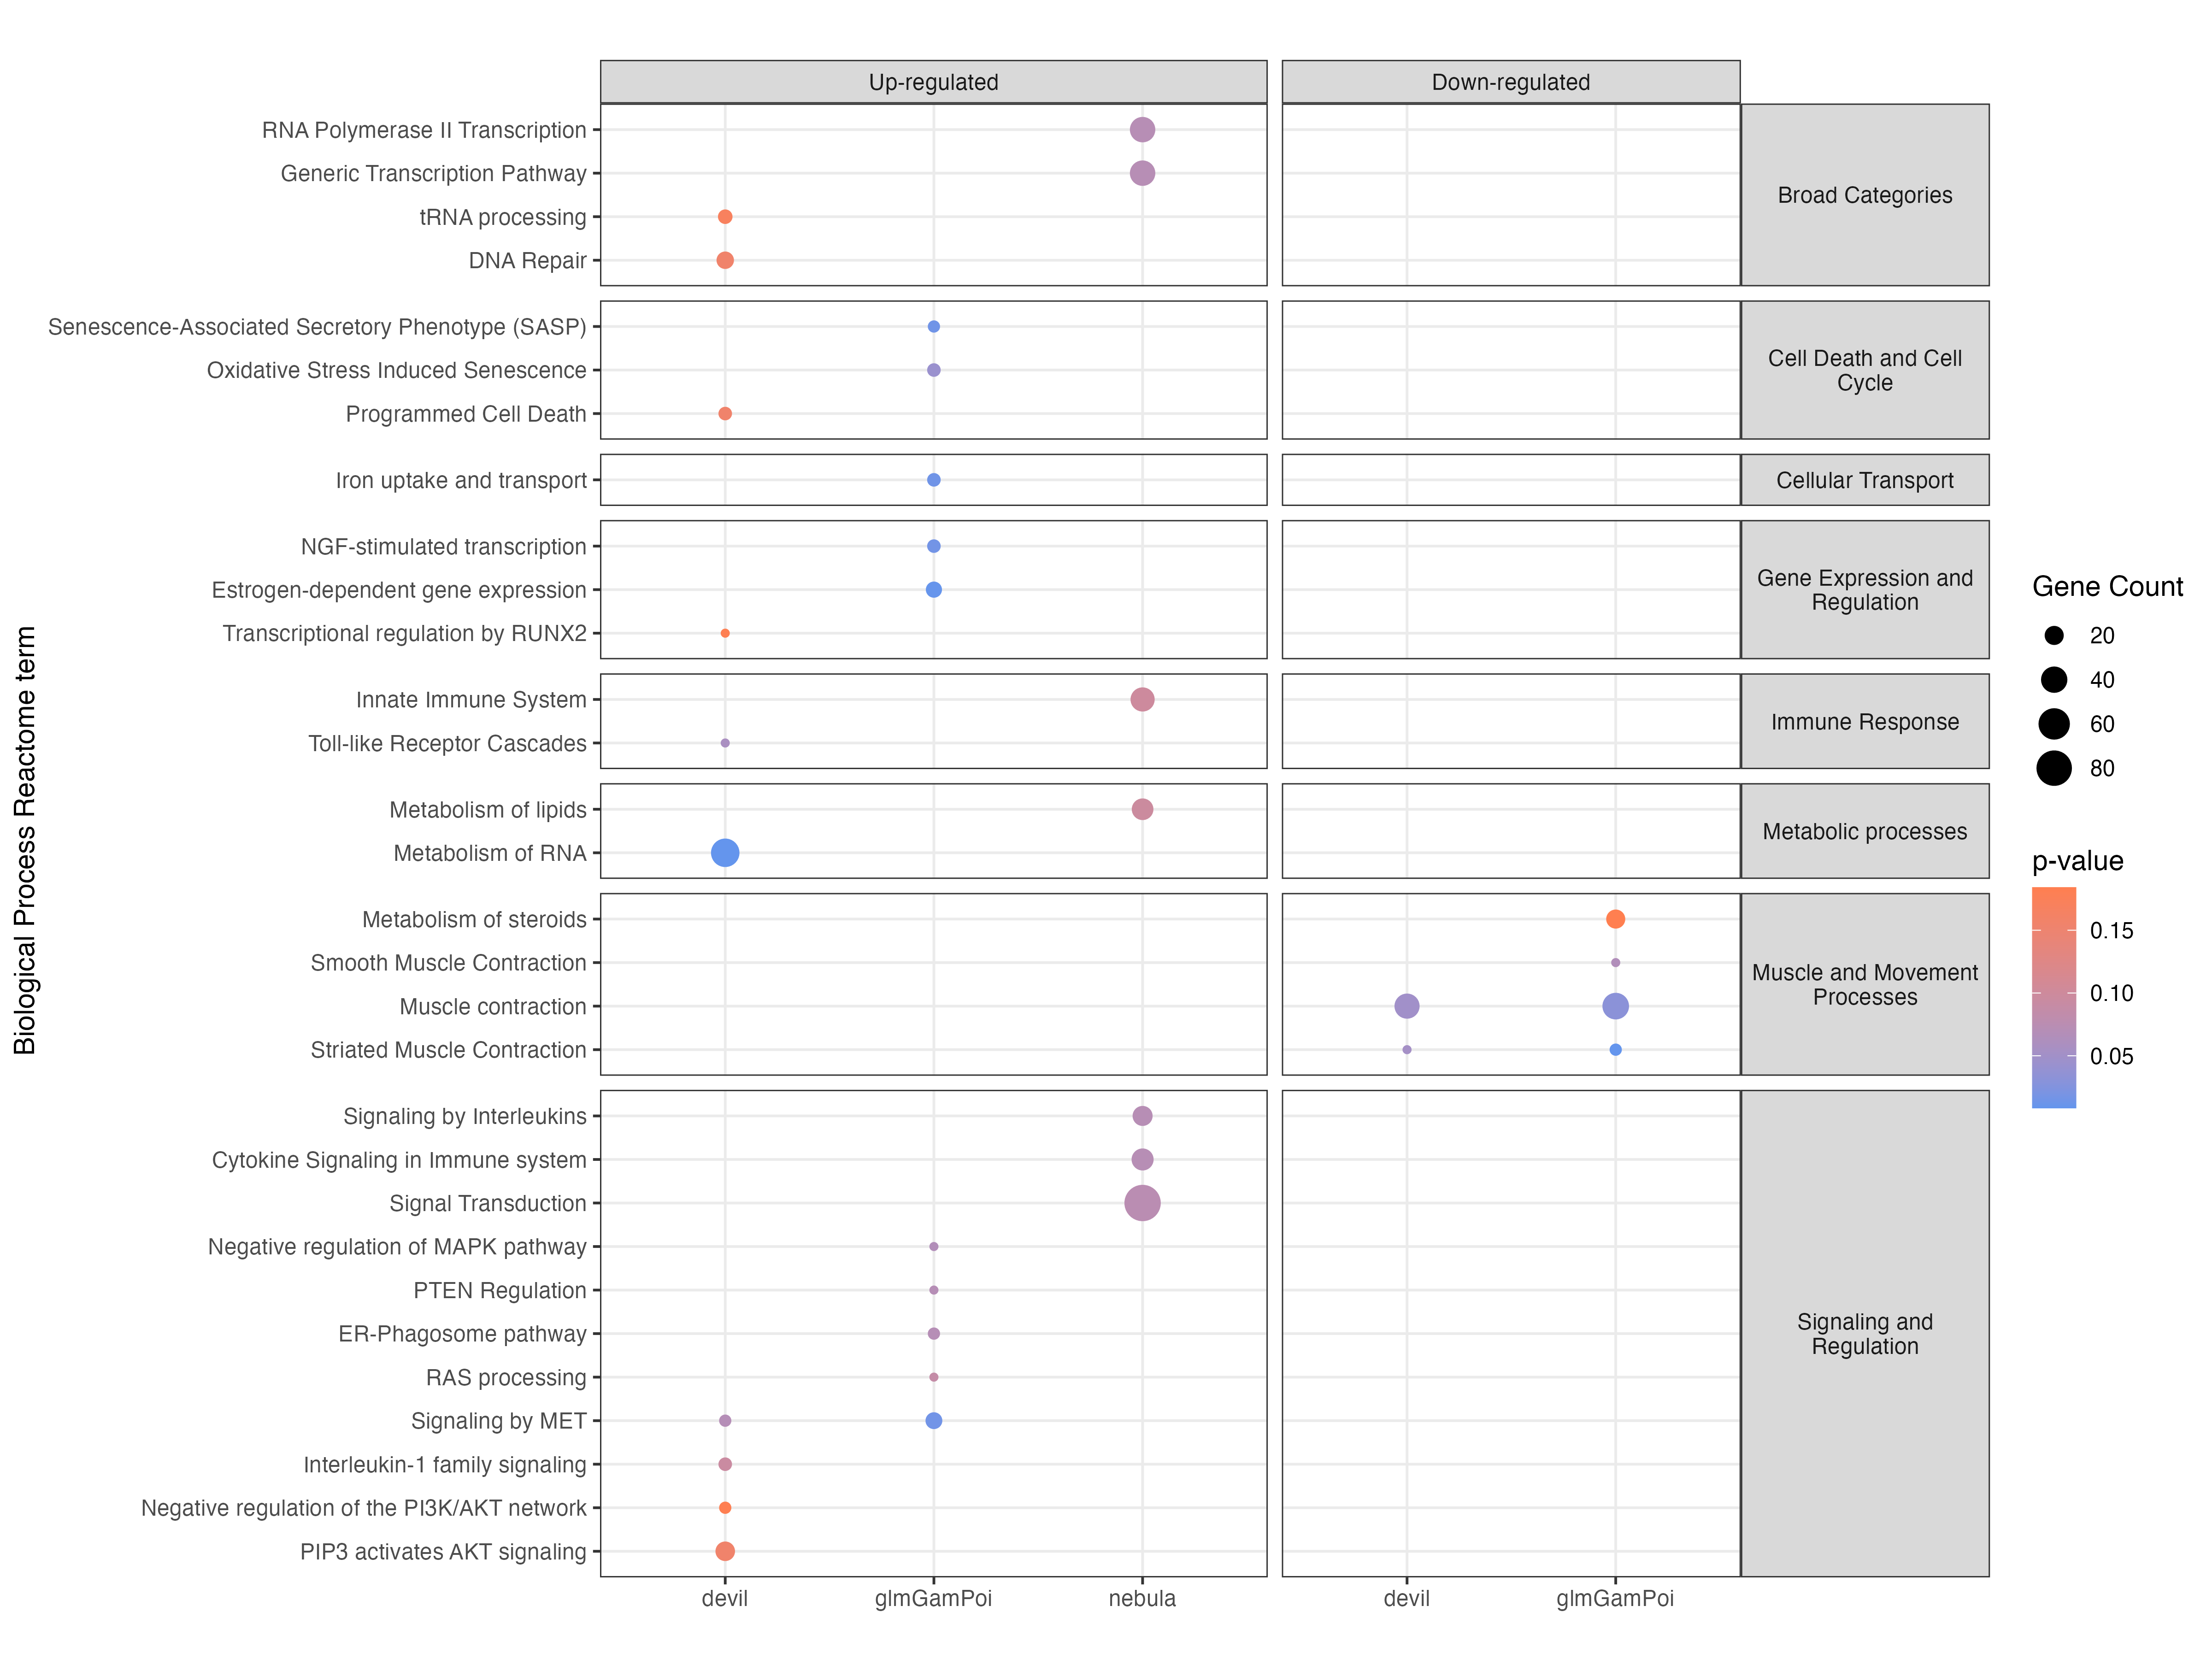 Up-regulated
Down-regulated
Biological Process Reactome term
RNA Polymerase II Transcription
Generic Transcription Pathway
tRNA processing
DNA Repair
Broad Categories
Senescence-Associated Secretory Phenotype (SASP)
Oxidative Stress Induced Senescence
Programmed Cell Death
Cell Death and Cell
Cycle
Iron uptake and transport
Cellular Transport
NGF-stimulated transcription
Estrogen-dependent gene expression
Transcriptional regulation by RUNX2
Gene Expression and
Regulation
Innate Immune System
Toll-like Receptor Cascades
Immune Response
Metabolism of lipids
Metabolism of RNA
Metabolic processes
Metabolism of steroids
Smooth Muscle Contraction
Muscle contraction
Striated Muscle Contraction
Muscle and Movement
Processes
Signaling by Interleukins
Cytokine Signaling in Immune system
Signal Transduction
Negative regulation of MAPK pathway
PTEN Regulation
ER-Phagosome pathway
RAS processing
Signaling by MET
Interleukin-1 family signaling
Negative regulation of the PI3K/AKT network
PIP3 activates AKT signaling
Signaling and
Regulation
devil
glmGamPoi
nebula
devil
glmGamPoi
Gene Count
20
40
60
80
p-value
0.15
0.10
0.05